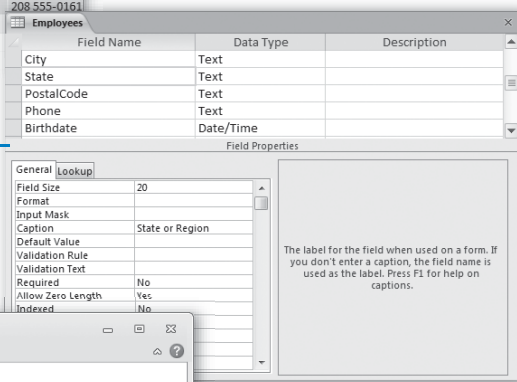 208 555-0161
Employees
Field Name Data Type Description
City Text
State Text
PostalCode Text
Phone Text
Birthdate Date/Time
Field Properties
General Lookup
Field Size 20
Format
Input Mask
Caption State or Region
Default Value
Validation Rule
Validation Text
Required No
Allow Zero Length Yes
Indexed No
The label for the field when used on a form. If
you don't enter a caption, the field name is
used as the label. Press F1 for help on
captions.